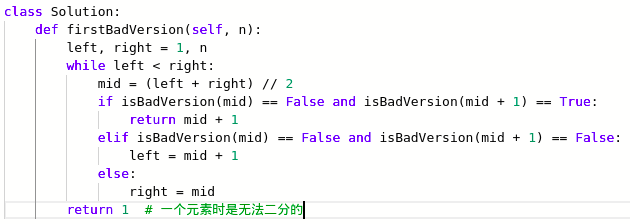 class Solution:
    def firstBadVersion(self, n):
        left, right = 1, n
        while left < right:
            mid = (left + right) // 2
            if isBadVersion(mid) == False and isBadVersion(mid + 1) == True:
                return mid + 1
            elif isBadVersion(mid) == False and isBadVersion(mid + 1) == False:
                left = mid + 1
            else:
                right = mid
        return 1  # 一个元素时是无法二分的